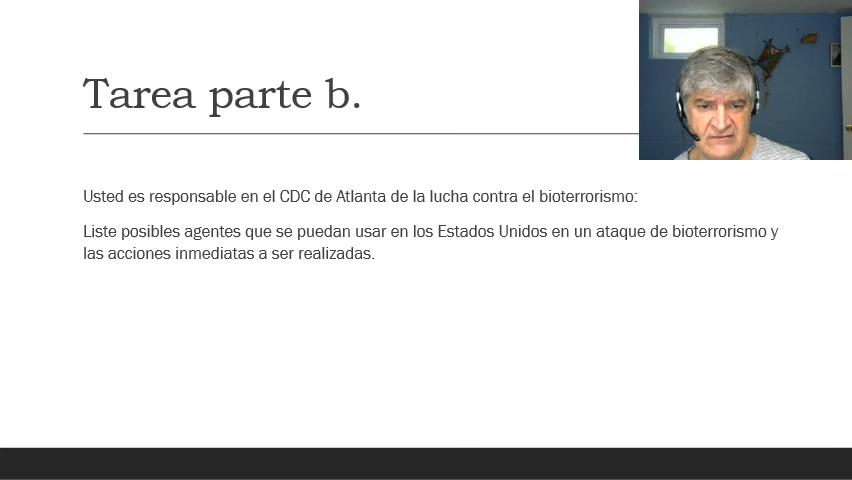 Tarea parte b.
Usted es responsable en el CDC de Atlanta de la lucha contra el bioterrorismo:
Liste posibles agentes que se puedan usar en los Estados Unidos en un ataque de bioterrorismo y
las acciones inmediatas a ser realizadas.